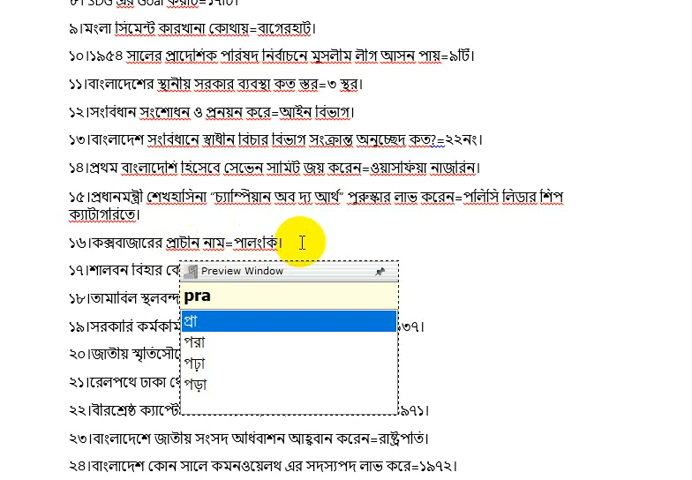 ৮। SDG এর Goal কয়টি=১৭টি।
৯।মংলা সিমেন্ট কারখানা কোথায়=বাগেরহাট।
১০।১৯৫৪ সালের প্রাদেশিক পরিষদ নির্বাচনে মুসলীম লীগ আসন পায়=৯টি।
১১।বাংলাদেশের স্থানীয় সরকার ব্যবস্থা কত স্তর=৩ স্থর।
১২।সংবিধান সংশোধন ও প্রনয়ন করে=আইন বিভাগ।
১৩।বাংলাদেশ সংবিধানে স্বাধীন বিচার বিভাগ সংক্রান্ত অনুচ্ছেদ কত?=২২নং।
১৪।প্রথম বাংলাদেশি হিসেবে সেভেন সামিট জয় করেন=ওয়াসফিয়া নাজরিন।
১৫।প্রধানমন্ত্রী শেখহাসিনা “চ্যাম্পিয়ান অব দ্য আর্থ” পুরুস্কার লাভ করেন=পলিসি লিডার শিপ
ক্যাটাগরিতে।
১৬।কক্সবাজারের প্রাচীন নাম=পালংকি।
১৭।শালবন বিহার
Preview Window
১৮।তামাবিল স্থলবন্দ
pra
প্রা
১৯।সরকারি কর্মকমি ৩৭।
পরা
২০।জাতীয় স্মৃতিসৌ
পঢ়া
২১।রেলপথে ঢাকা
পড়া
২২।বীরশ্রেষ্ঠ ক্যাপ্টে ৯৭১।
২৩।বাংলাদেশে জাতীয় সংসদ অধিবাশন আহ্ববান করেন=রাষ্ট্রপতি।
২৪।বাংলাদেশ কোন সালে কমনওয়েলথ এর সদস্যপদ লাভ করে=১৯৭২।